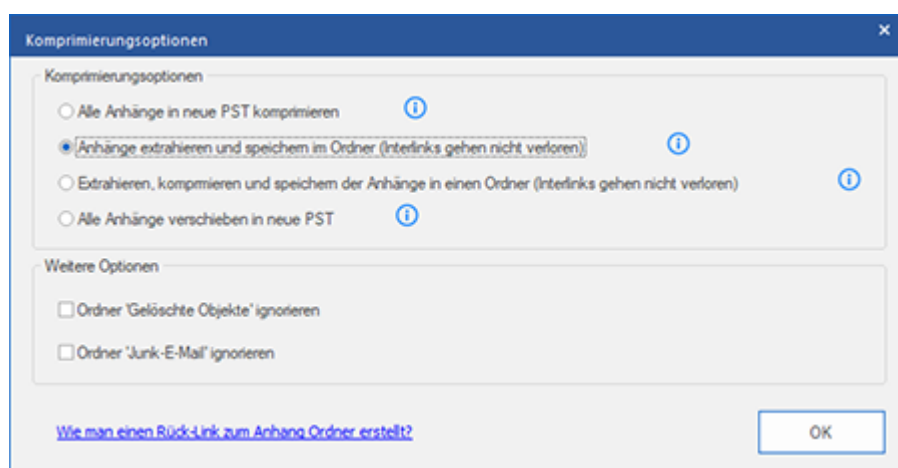 Komprimierungsoptionen
Komprimierungsoptionen
Alle Anhänge in neue PST komprimieren
Anhänge extrahieren und speichern im Ordner (Interlinks gehen nicht verloren)
Extrahieren, kompmieren und speichern der Anhänge in einen Ordner (Interlinks gehen nicht verloren)
Alle Anhänge verschieben in neue PST
Weitere Optionen
Ordner 'Gelöschte Objekte' ignorieren
Ordner 'Junk-E-Mail' ignorieren
Wie man einen Rück-Link zum Anhang Ordner erstellt?
OK